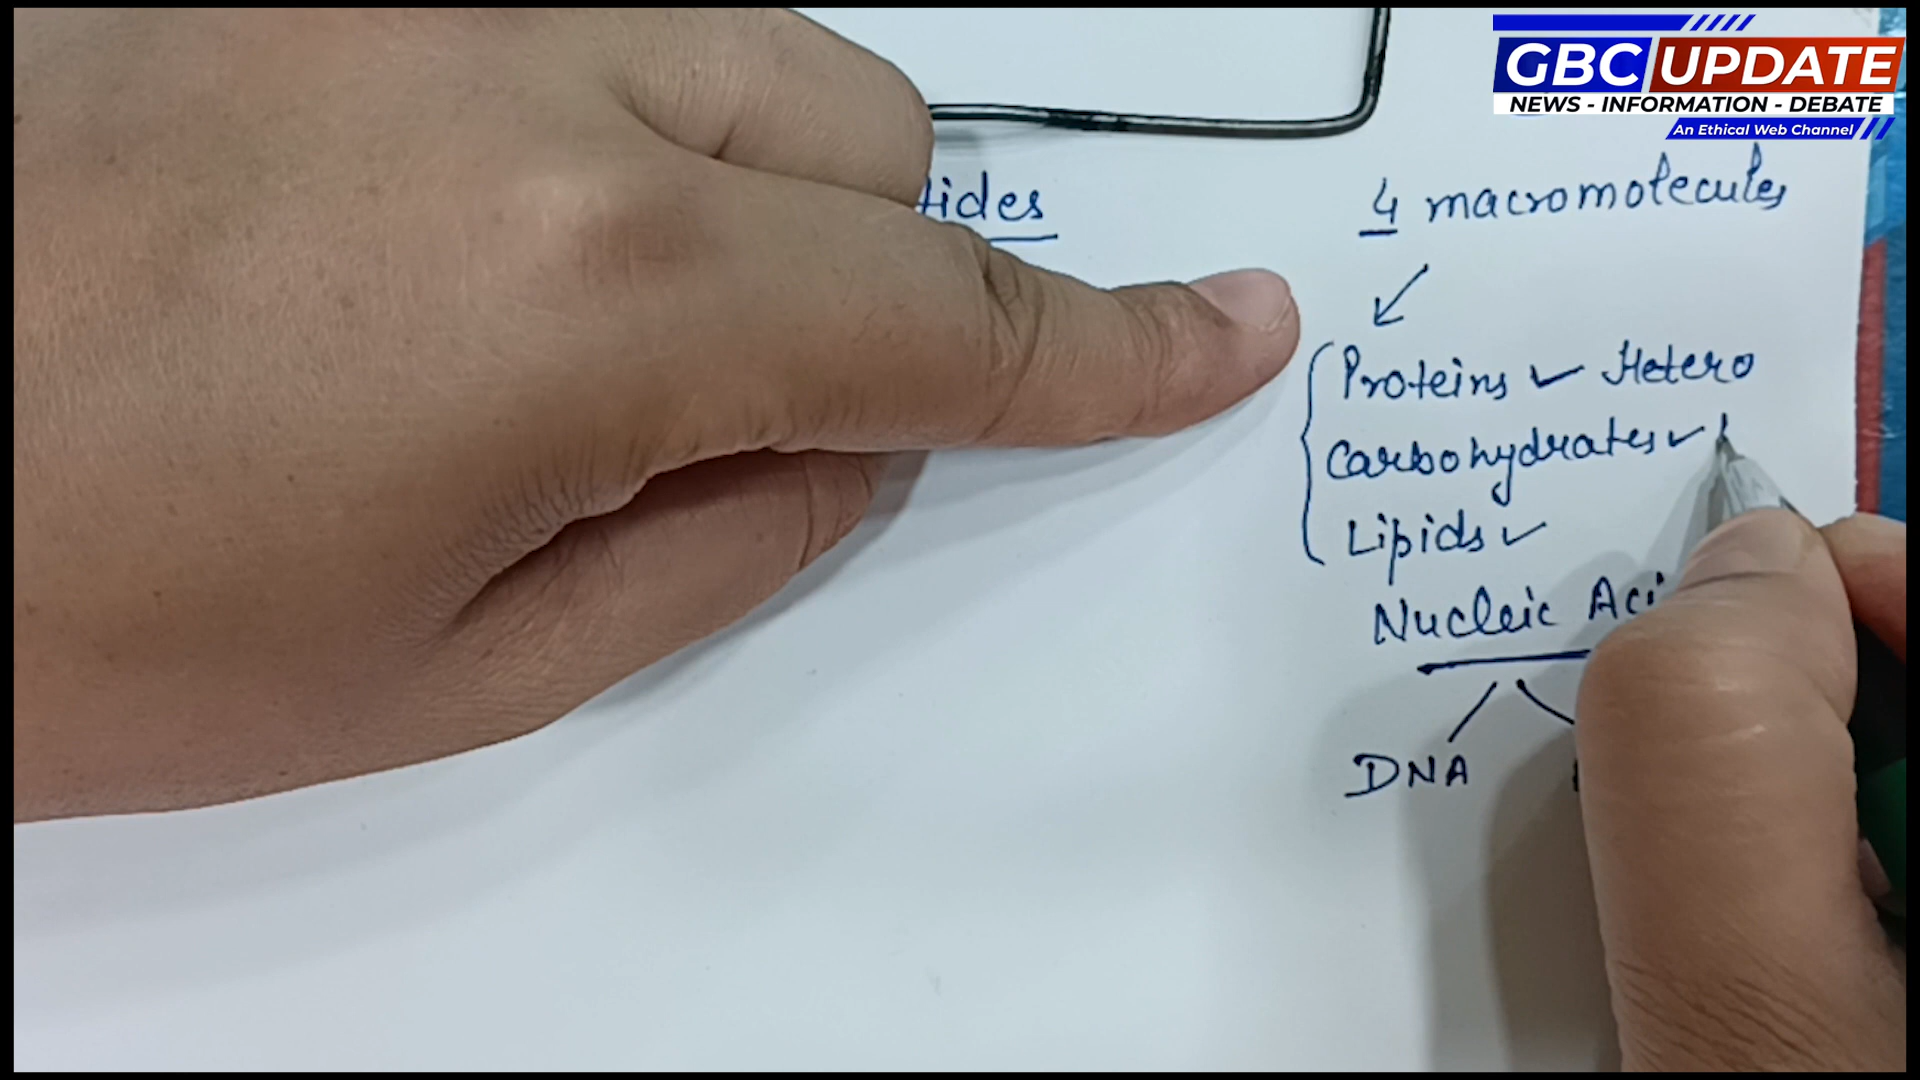 GBC UPDATE
NEWS - INFORMATION - DEBATE
An Ethical Web Channel
tides
4 macromolecules
Proteins ✓ Hetero
Carbohydrates ✓
Lipids ✓
Nucleic Aci
DNA